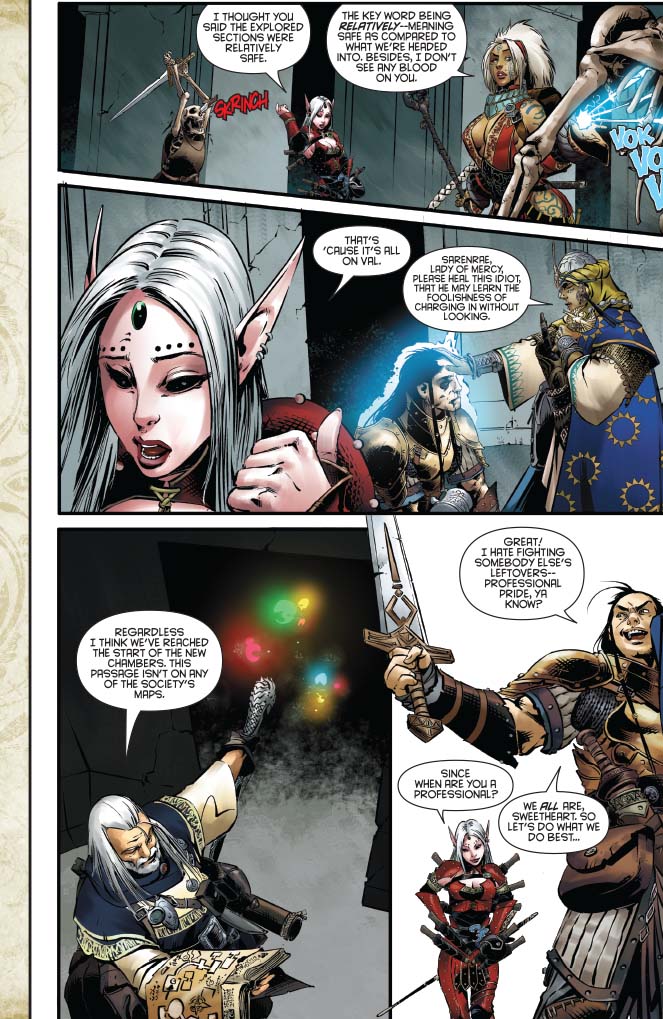 I THOUGHT YOU
SAID THE EXPLORED
SECTIONS WERE
RELATIVELY
SAFE.
THE KEY WORD BEING
RELATIVELY--MEANING
SAFE AS COMPARED TO
WHAT WE'RE HEADED
INTO. BESIDES, I DON'T
SEE ANY BLOOD
ON YOU.
SKRINCH
VOK
VO
V
THAT'S
'CAUSE IT'S ALL
ON VAL.
SARENRAE,
LADY OF MERCY,
PLEASE HEAL THIS IDIOT,
THAT HE MAY LEARN THE
FOOLISHNESS OF
CHARGING IN WITHOUT
LOOKING.
REGARDLESS
I THINK WE'VE REACHED
THE START OF THE NEW
CHAMBERS. THIS
PASSAGE ISN'T ON ANY
OF THE SOCIETY'S
MAPS.
GREAT!
I HATE FIGHTING
SOMEBODY ELSE'S
LEFTOVERS--
PROFESSIONAL
PRIDE, YA
KNOW?
SINCE
WHEN ARE YOU A
PROFESSIONAL?
WE ALL ARE,
SWEETHEART. SO
LET'S DO WHAT WE
DO BEST...